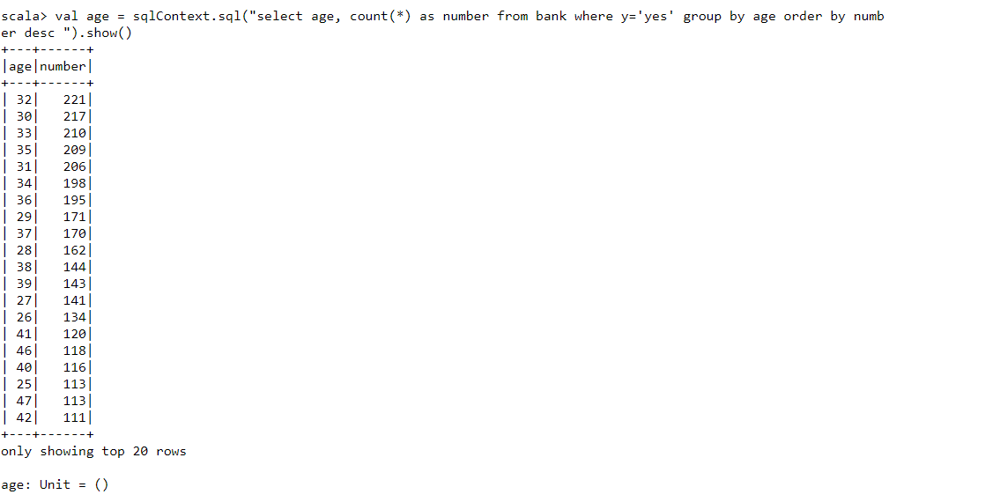 scala> val age = sqlContext.sql("select age, count(*) as number from bank where y='yes' group by age order by numb
er desc ").show()
+---+------+
|age|number|
+---+------+
| 32|   221|
| 30|   217|
| 33|   210|
| 35|   209|
| 31|   206|
| 34|   198|
| 36|   195|
| 29|   171|
| 37|   170|
| 28|   162|
| 38|   144|
| 39|   143|
| 27|   141|
| 26|   134|
| 41|   120|
| 46|   118|
| 40|   116|
| 25|   113|
| 47|   113|
| 42|   111|
+---+------+
only showing top 20 rows
age: Unit = ()